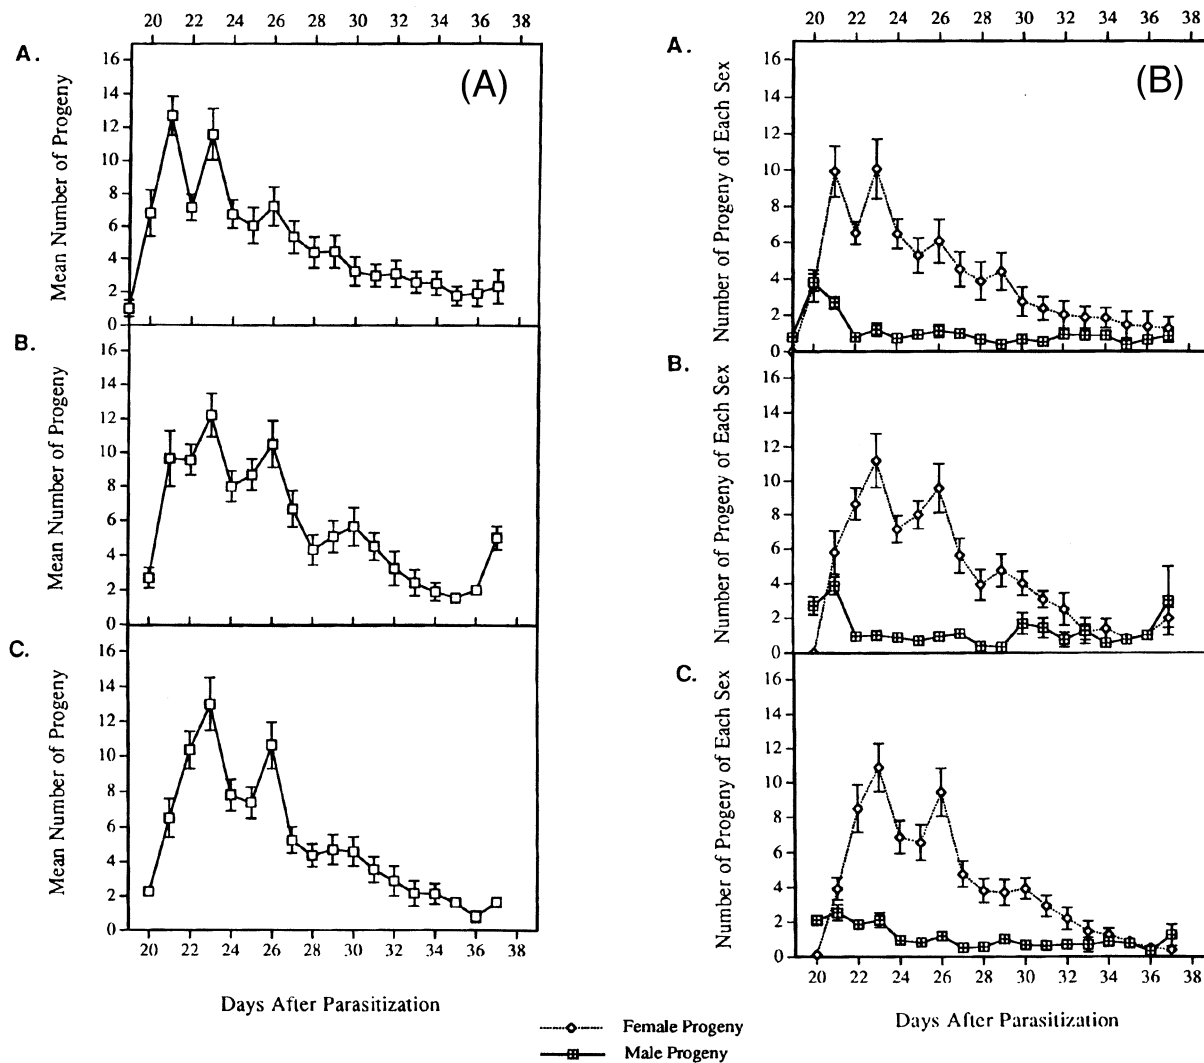 20 22 24 26 28 30 32 34 36 38
A.
(A)
Mean Number of Progeny
16
14
12
10
8
6
4
2
0
B.
Mean Number of Progeny
16
14
12
10
8
6
4
2
0
C.
Mean Number of Progeny
16
14
12
10
8
6
4
2
0
20 22 24 26 28 30 32 34 36 38
Days After Parasitization
20 22 24 26 28 30 32 34 36 38
A.
(B)
Number of Progeny of Each Sex
16
14
12
10
8
6
4
2
0
B.
Number of Progeny of Each Sex
16
14
12
10
8
6
4
2
0
C.
Number of Progeny of Each Sex
16
14
12
10
8
6
4
2
0
20 22 24 26 28 30 32 34 36 38
Days After Parasitization
Female Progeny
Male Progeny